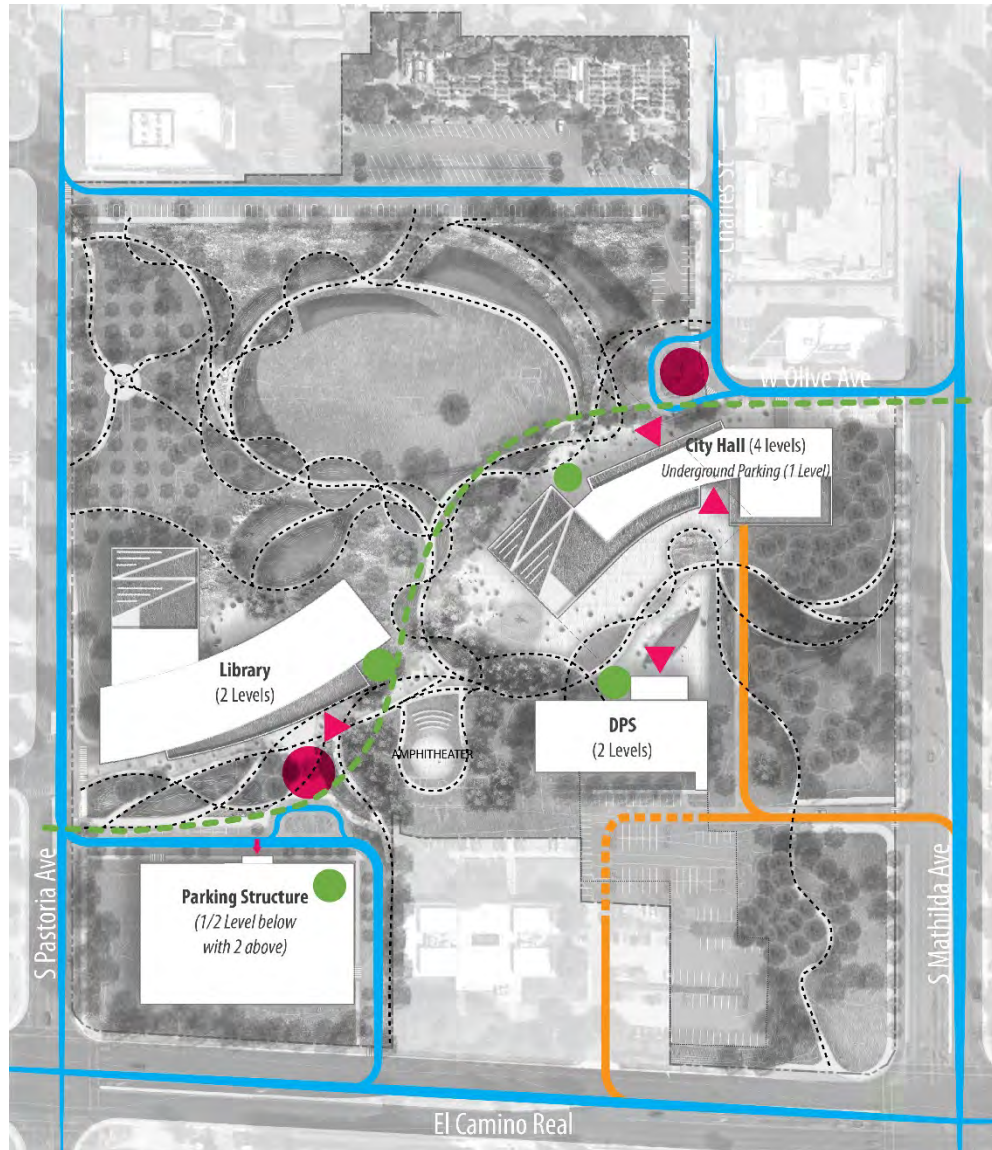 Charles St
W Olive Ave
City Hall (4 levels)
Underground Parking (1 Level)
Library
(2 Levels)
DPS
(2 Levels)
AMPHITHEATER
Parking Structure
(1/2 Level below
with 2 above)
S Pastoria Ave
S Mathilda Ave
El Camino Real